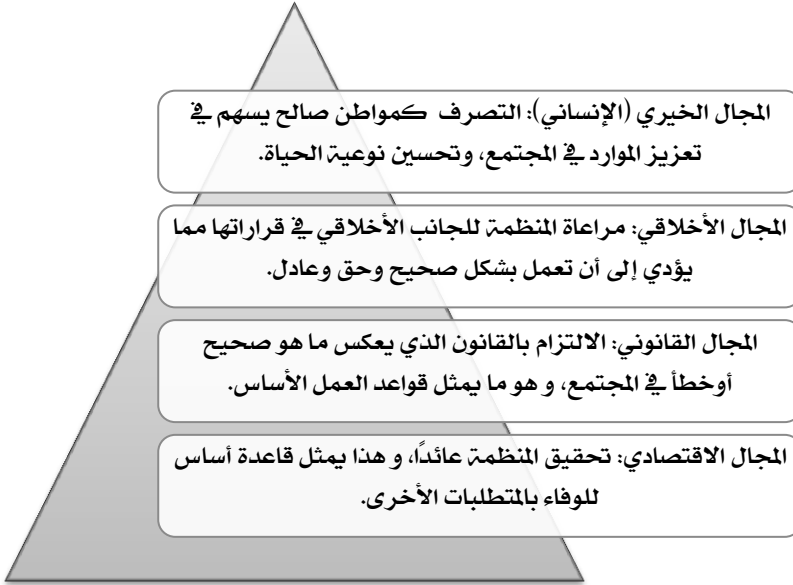 المجال الخيري (الإنساني): التصرف كمواطن صالح يسهم في
تعزيز الموارد في المجتمع، وتحسين نوعية الحياة.
المجال الأخلاقي: مراعاة المنظمة للجانب الأخلاقي في قراراتها مما
يؤدي إلى أن تعمل بشكل صحيح وحق وعادل.
المجال القانوني: الالتزام بالقانون الذي يعكس ما هو صحيح
أوخطأ في المجتمع، و هو ما يمثل قواعد العمل الأساس.
المجال الاقتصادي: تحقيق المنظمة عائدًا، و هذا يمثل قاعدة أساس
للوفاء بالمتطلبات الأخرى.